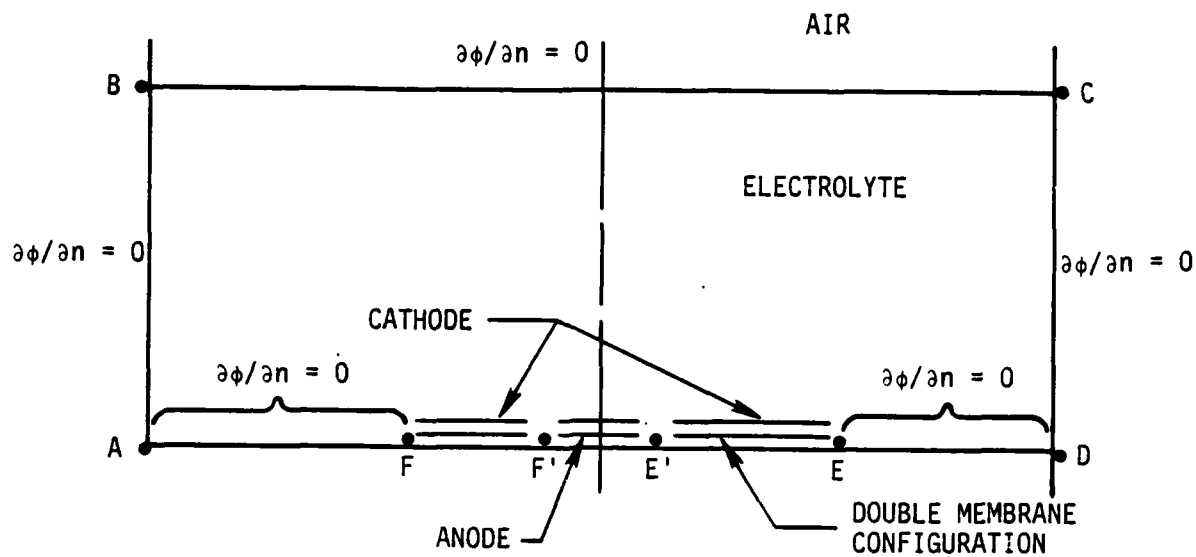 AIR
∂φ/∂n = 0
B
C
ELECTROLYTE
∂φ/∂n = 0
∂φ/∂n = 0
CATHODE
∂φ/∂n = 0
∂φ/∂n = 0
A
F
F'
E'
E
D
ANODE
DOUBLE MEMBRANE
CONFIGURATION